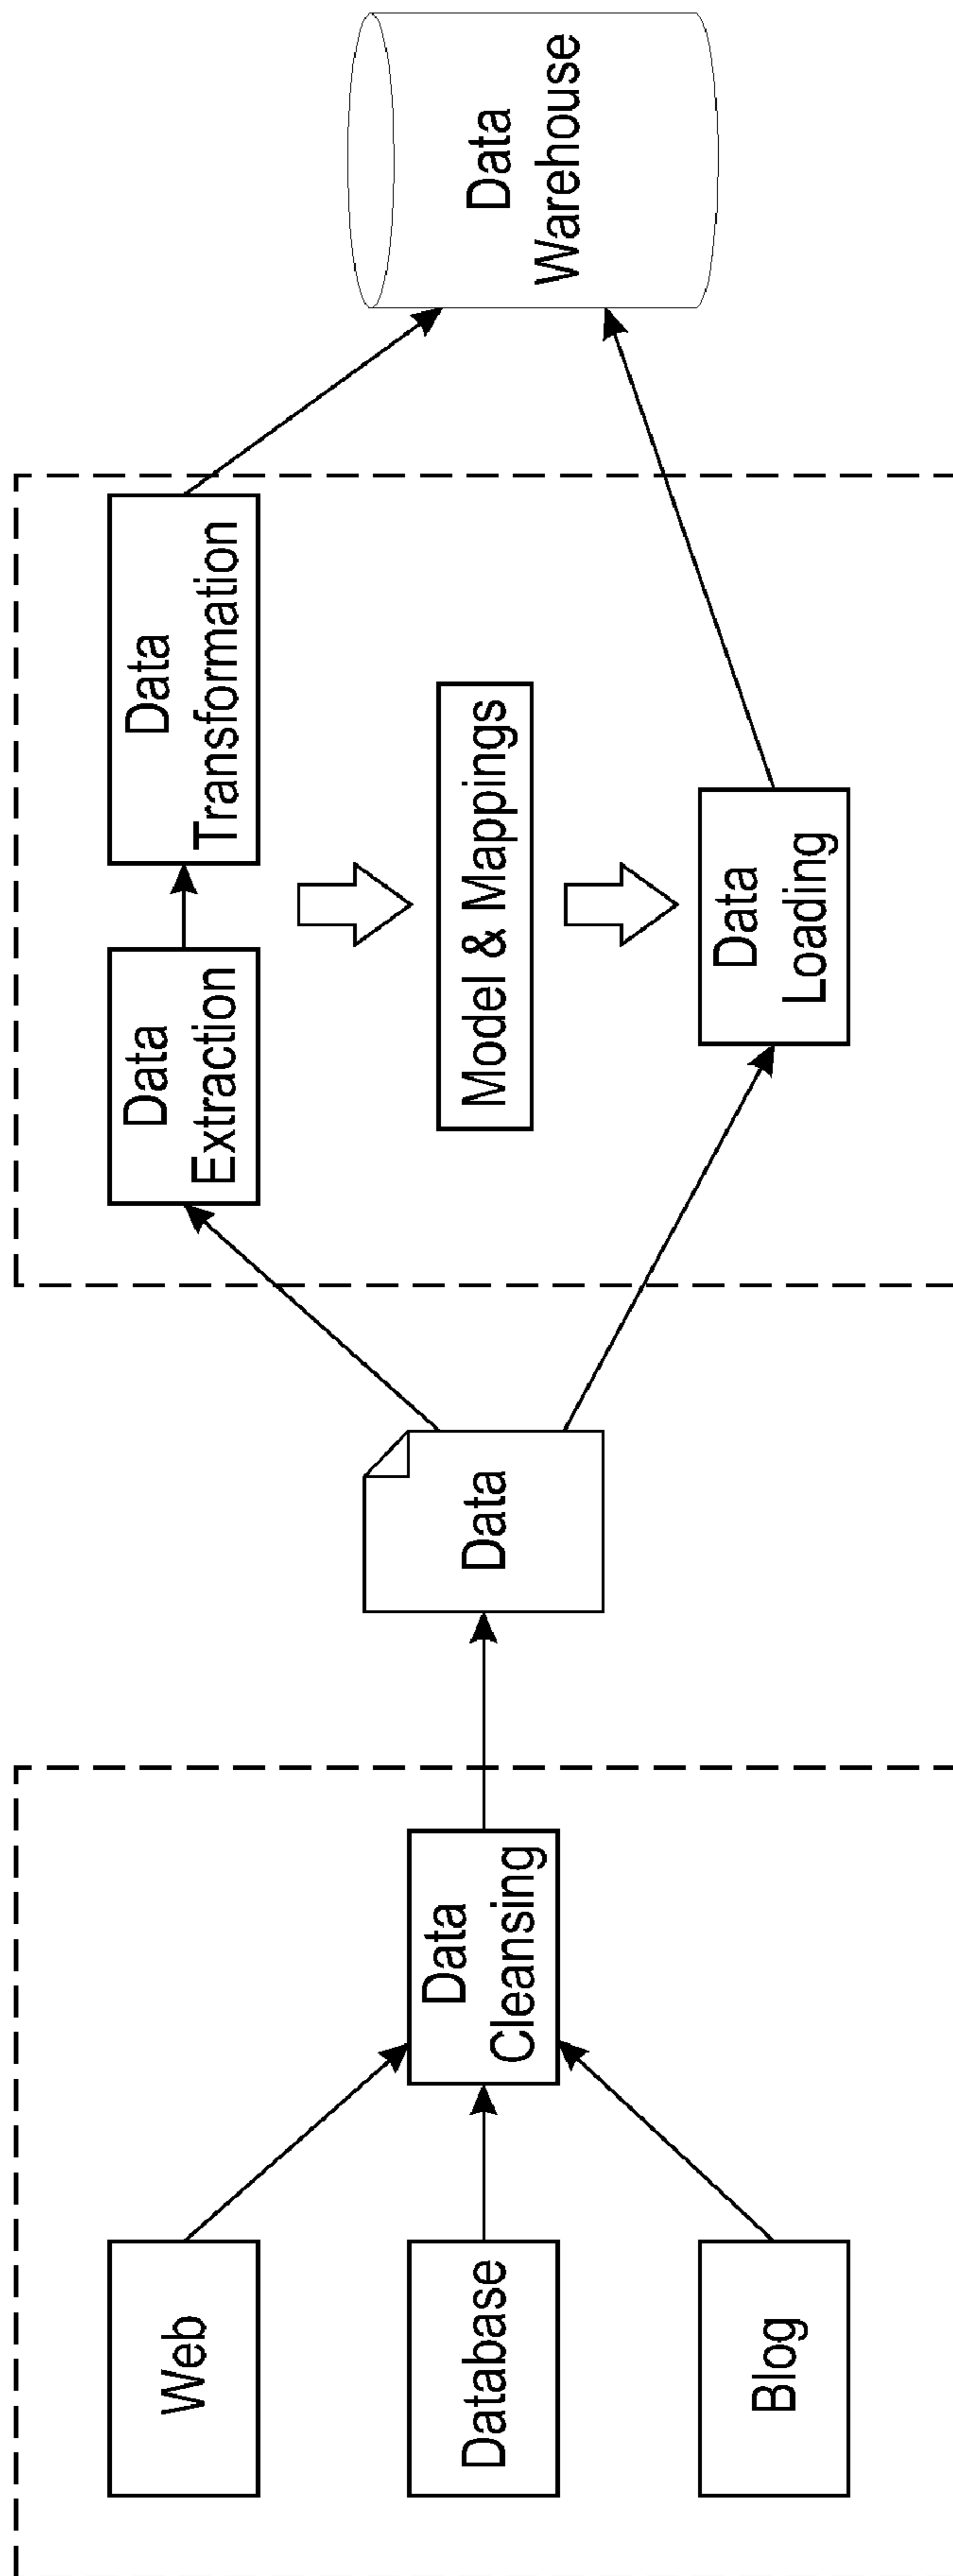 Web
Database
Blog
Data
Cleansing
Data
Data
Extraction
Data
Transformation
Model & Mappings
Data
Loading
Data
Warehouse